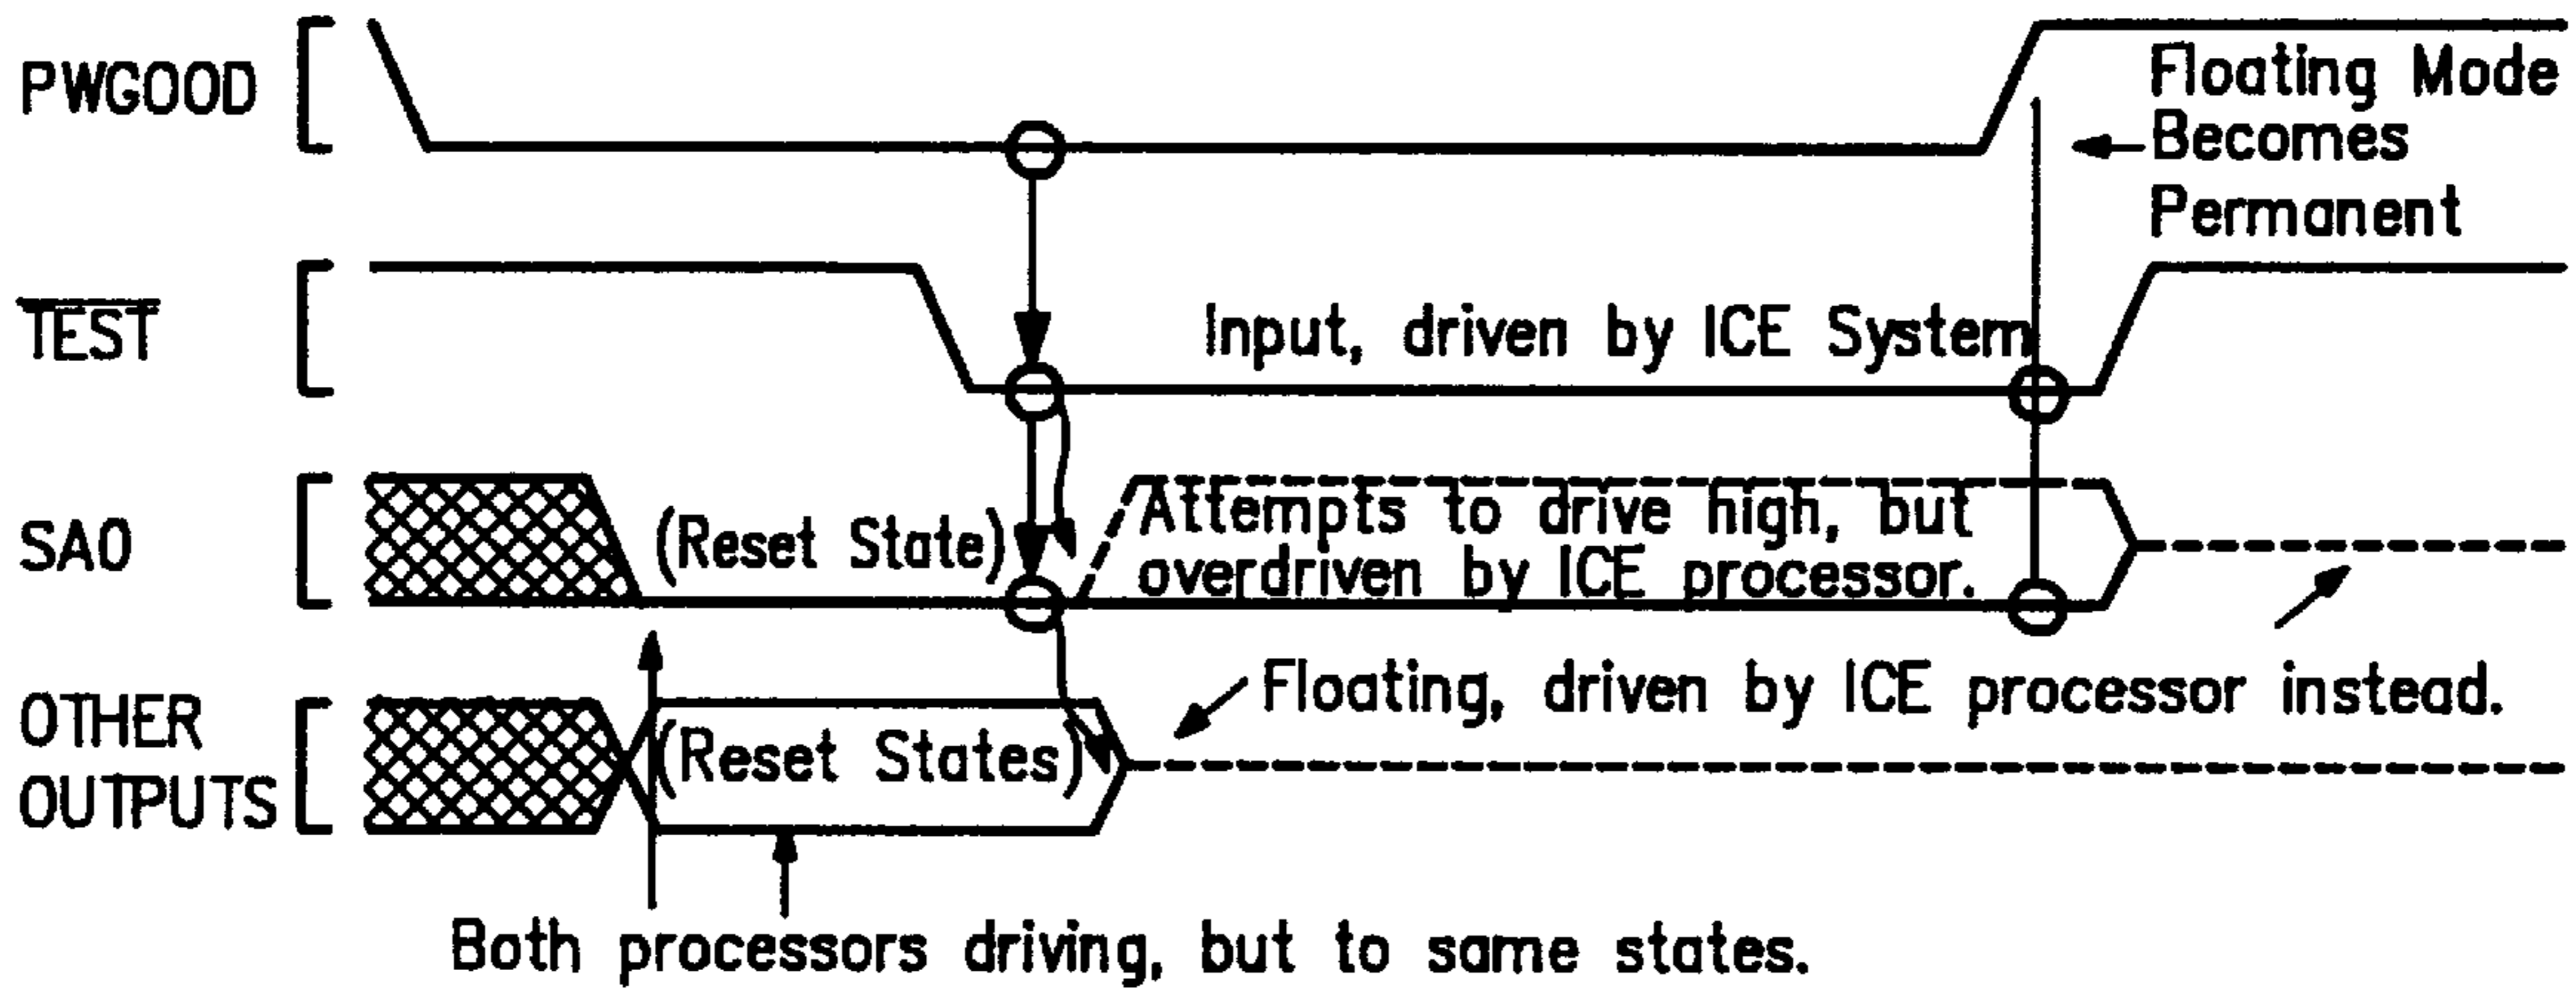 PWGOOD
Floating Mode
Becomes
Permanent
TEST
Input, driven by ICE System
SA0
(Reset State)
Attempts to drive high, but
overdriven by ICE processor.
OTHER
OUTPUTS
(Reset States)
Floating, driven by ICE processor instead.
Both processors driving, but to same states.